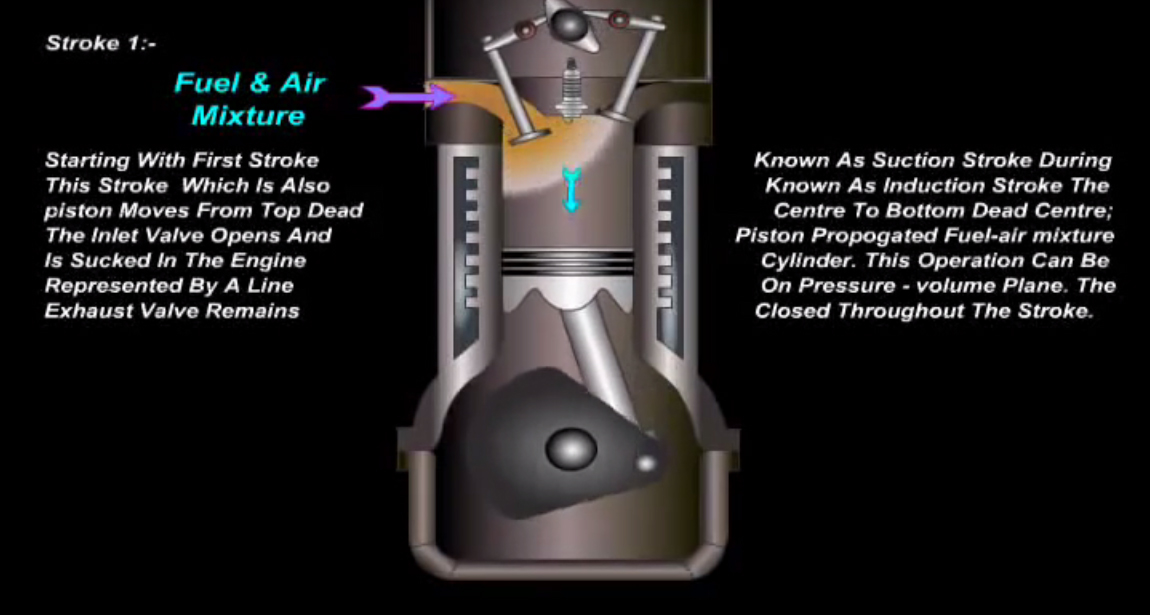 Stroke 1:-
Fuel & Air
Mixture
Starting With First Stroke Known As Suction Stroke During
This Stroke Which Is Also Known As Induction Stroke The
piston Moves From Top Dead Centre To Bottom Dead Centre;
The Inlet Valve Opens And Piston Propogated Fuel-air mixture
Is Sucked In The Engine Cylinder. This Operation Can Be
Represented By A Line On Pressure - volume Plane. The
Exhaust Valve Remains Closed Throughout The Stroke.